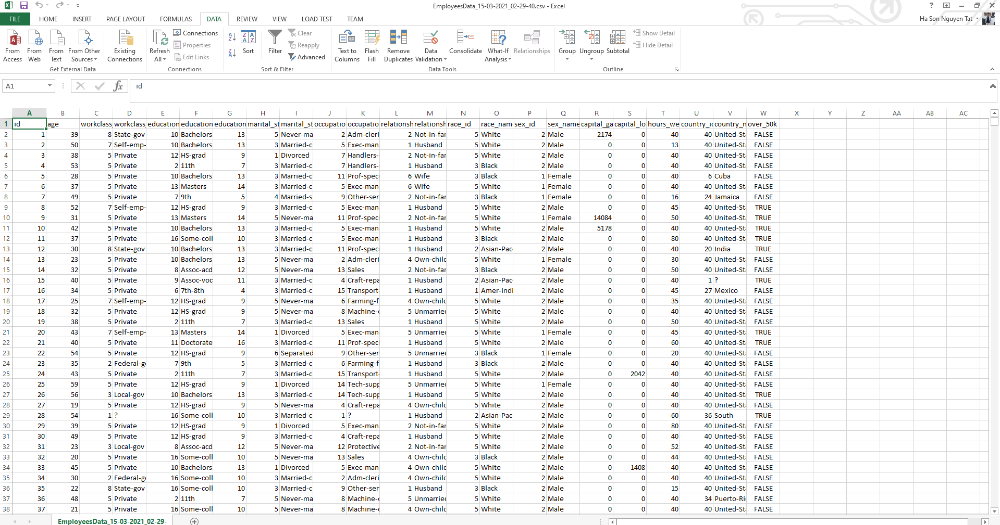 EmployeesData_15-03-2021_02-29-40.csv - Excel
FILE HOME INSERT PAGE LAYOUT FORMULAS DATA REVIEW VIEW LOAD TEST TEAM Ha Son Nguyen Tat
From Access From Web From Text From Other Sources Existing Connections Refresh All Connections Properties Edit Links Sort Filter Clear Reapply Advanced Text to Columns Flash Fill Remove Duplicates Data Validation Consolidate What-If Analysis Relationships Group Ungroup Subtotal Show Detail Hide Detail
Get External Data Connections Sort & Filter Data Tools Outline
A1 fx id
A B C D E F G H I J K L M N O P Q R S T U V W X Y Z AA AB AC
1 id age workclass_ workclass_ education education education marital_st marital_st occupatio occupatio relationsh relationsh race_id race_nam sex_id sex_name capital_ga capital_lo hours_we country_id country_n over_50k
2 1 39 8 State-gov 10 Bachelors 13 5 Never-ma 2 Adm-cleri 2 Not-in-far 5 White 2 Male 2174 0 40 40 United-Sta FALSE
3 2 50 7 Self-emp- 10 Bachelors 13 3 Married-c 5 Exec-man 1 Husband 5 White 2 Male 0 0 13 40 United-Sta FALSE
4 3 38 5 Private 12 HS-grad 9 1 Divorced 7 Handlers- 2 Not-in-far 5 White 2 Male 0 0 40 40 United-Sta FALSE
5 4 53 5 Private 2 11th 7 3 Married-c 7 Handlers- 1 Husband 3 Black 2 Male 0 0 40 40 United-Sta FALSE
6 5 28 5 Private 10 Bachelors 13 3 Married-c 11 Prof-speci 6 Wife 3 Black 1 Female 0 0 40 6 Cuba FALSE
7 6 37 5 Private 13 Masters 14 3 Married-c 5 Exec-man 6 Wife 5 White 1 Female 0 0 40 40 United-Sta FALSE
8 7 49 5 Private 7 9th 5 4 Married-s 9 Other-ser 2 Not-in-far 3 Black 1 Female 0 0 16 24 Jamaica FALSE
9 8 52 7 Self-emp- 12 HS-grad 9 3 Married-c 5 Exec-man 1 Husband 5 White 2 Male 0 0 45 40 United-Sta TRUE
10 9 31 5 Private 13 Masters 14 5 Never-ma 11 Prof-speci 2 Not-in-far 5 White 1 Female 14084 0 50 40 United-Sta TRUE
11 10 42 5 Private 10 Bachelors 13 3 Married-c 5 Exec-man 1 Husband 5 White 2 Male 5178 0 40 40 United-Sta TRUE
12 11 37 5 Private 16 Some-coll 10 3 Married-c 5 Exec-man 1 Husband 3 Black 2 Male 0 0 80 40 United-Sta TRUE
13 12 30 8 State-gov 10 Bachelors 13 3 Married-c 11 Prof-speci 1 Husband 2 Asian-Pac 2 Male 0 0 40 20 India TRUE
14 13 23 5 Private 10 Bachelors 13 5 Never-ma 2 Adm-cleri 4 Own-child 5 White 1 Female 0 0 30 40 United-Sta FALSE
15 14 32 5 Private 8 Assoc-acd 12 5 Never-ma 13 Sales 2 Not-in-far 3 Black 2 Male 0 0 50 40 United-Sta FALSE
16 15 40 5 Private 9 Assoc-voc 11 3 Married-c 4 Craft-repa 1 Husband 2 Asian-Pac 2 Male 0 0 40 1 ? TRUE
17 16 34 5 Private 6 7th-8th 4 3 Married-c 15 Transport- 1 Husband 1 Amer-Indi 2 Male 0 0 45 27 Mexico FALSE
18 17 25 7 Self-emp- 12 HS-grad 9 5 Never-ma 6 Farming-f 4 Own-child 5 White 2 Male 0 0 35 40 United-Sta FALSE
19 18 32 5 Private 12 HS-grad 9 5 Never-ma 8 Machine-o 5 Unmarried 5 White 2 Male 0 0 40 40 United-Sta FALSE
20 19 38 5 Private 2 11th 7 3 Married-c 13 Sales 1 Husband 5 White 2 Male 0 0 50 40 United-Sta FALSE
21 20 43 7 Self-emp- 13 Masters 14 1 Divorced 5 Exec-man 5 Unmarried 5 White 1 Female 0 0 45 40 United-Sta TRUE
22 21 40 5 Private 11 Doctorate 16 3 Married-c 11 Prof-speci 1 Husband 5 White 2 Male 0 0 60 40 United-Sta TRUE
23 22 54 5 Private 12 HS-grad 9 6 Separated 9 Other-ser 5 Unmarried 3 Black 1 Female 0 0 20 40 United-Sta FALSE
24 23 35 2 Federal-g 7 9th 5 3 Married-c 6 Farming-f 1 Husband 3 Black 2 Male 0 0 40 40 United-Sta FALSE
25 24 43 5 Private 2 11th 7 3 Married-c 15 Transport- 1 Husband 5 White 2 Male 0 2042 40 40 United-Sta FALSE
26 25 59 5 Private 12 HS-grad 9 1 Divorced 14 Tech-supp 5 Unmarried 5 White 1 Female 0 0 40 40 United-Sta FALSE
27 26 56 3 Local-gov 10 Bachelors 13 3 Married-c 14 Tech-supp 1 Husband 5 White 2 Male 0 0 40 40 United-Sta TRUE
28 27 19 5 Private 12 HS-grad 9 5 Never-ma 4 Craft-repa 4 Own-child 5 White 2 Male 0 0 40 40 United-Sta FALSE
29 28 54 1 ? 16 Some-coll 10 3 Married-c 1 ? 1 Husband 2 Asian-Pac 2 Male 0 0 60 36 South TRUE
30 29 39 5 Private 12 HS-grad 9 1 Divorced 5 Exec-man 2 Not-in-far 5 White 2 Male 0 0 80 40 United-Sta FALSE
31 30 49 5 Private 12 HS-grad 9 3 Married-c 4 Craft-repa 1 Husband 5 White 2 Male 0 0 40 40 United-Sta FALSE
32 31 23 3 Local-gov 8 Assoc-acd 12 5 Never-ma 12 Protective 2 Not-in-far 5 White 2 Male 0 0 52 40 United-Sta FALSE
33 32 20 5 Private 16 Some-coll 10 5 Never-ma 13 Sales 4 Own-child 3 Black 2 Male 0 0 44 40 United-Sta FALSE
34 33 45 5 Private 10 Bachelors 13 1 Divorced 5 Exec-man 4 Own-child 5 White 2 Male 0 1408 40 40 United-Sta FALSE
35 34 30 2 Federal-g 16 Some-coll 10 3 Married-c 2 Adm-cleri 4 Own-child 5 White 2 Male 0 0 40 40 United-Sta FALSE
36 35 22 8 State-gov 16 Some-coll 10 3 Married-c 9 Other-ser 1 Husband 3 Black 2 Male 0 0 15 40 United-Sta FALSE
37 36 48 5 Private 2 11th 7 5 Never-ma 8 Machine-o 5 Unmarried 5 White 2 Male 0 0 40 34 Puerto-Ri FALSE
38 37 21 5 Private 16 Some-coll 10 5 Never-ma 8 Machine-o 4 Own-child 5 White 2 Male 0 0 40 40 United-Sta FALSE
EmployeesData_15-03-2021_02-29-